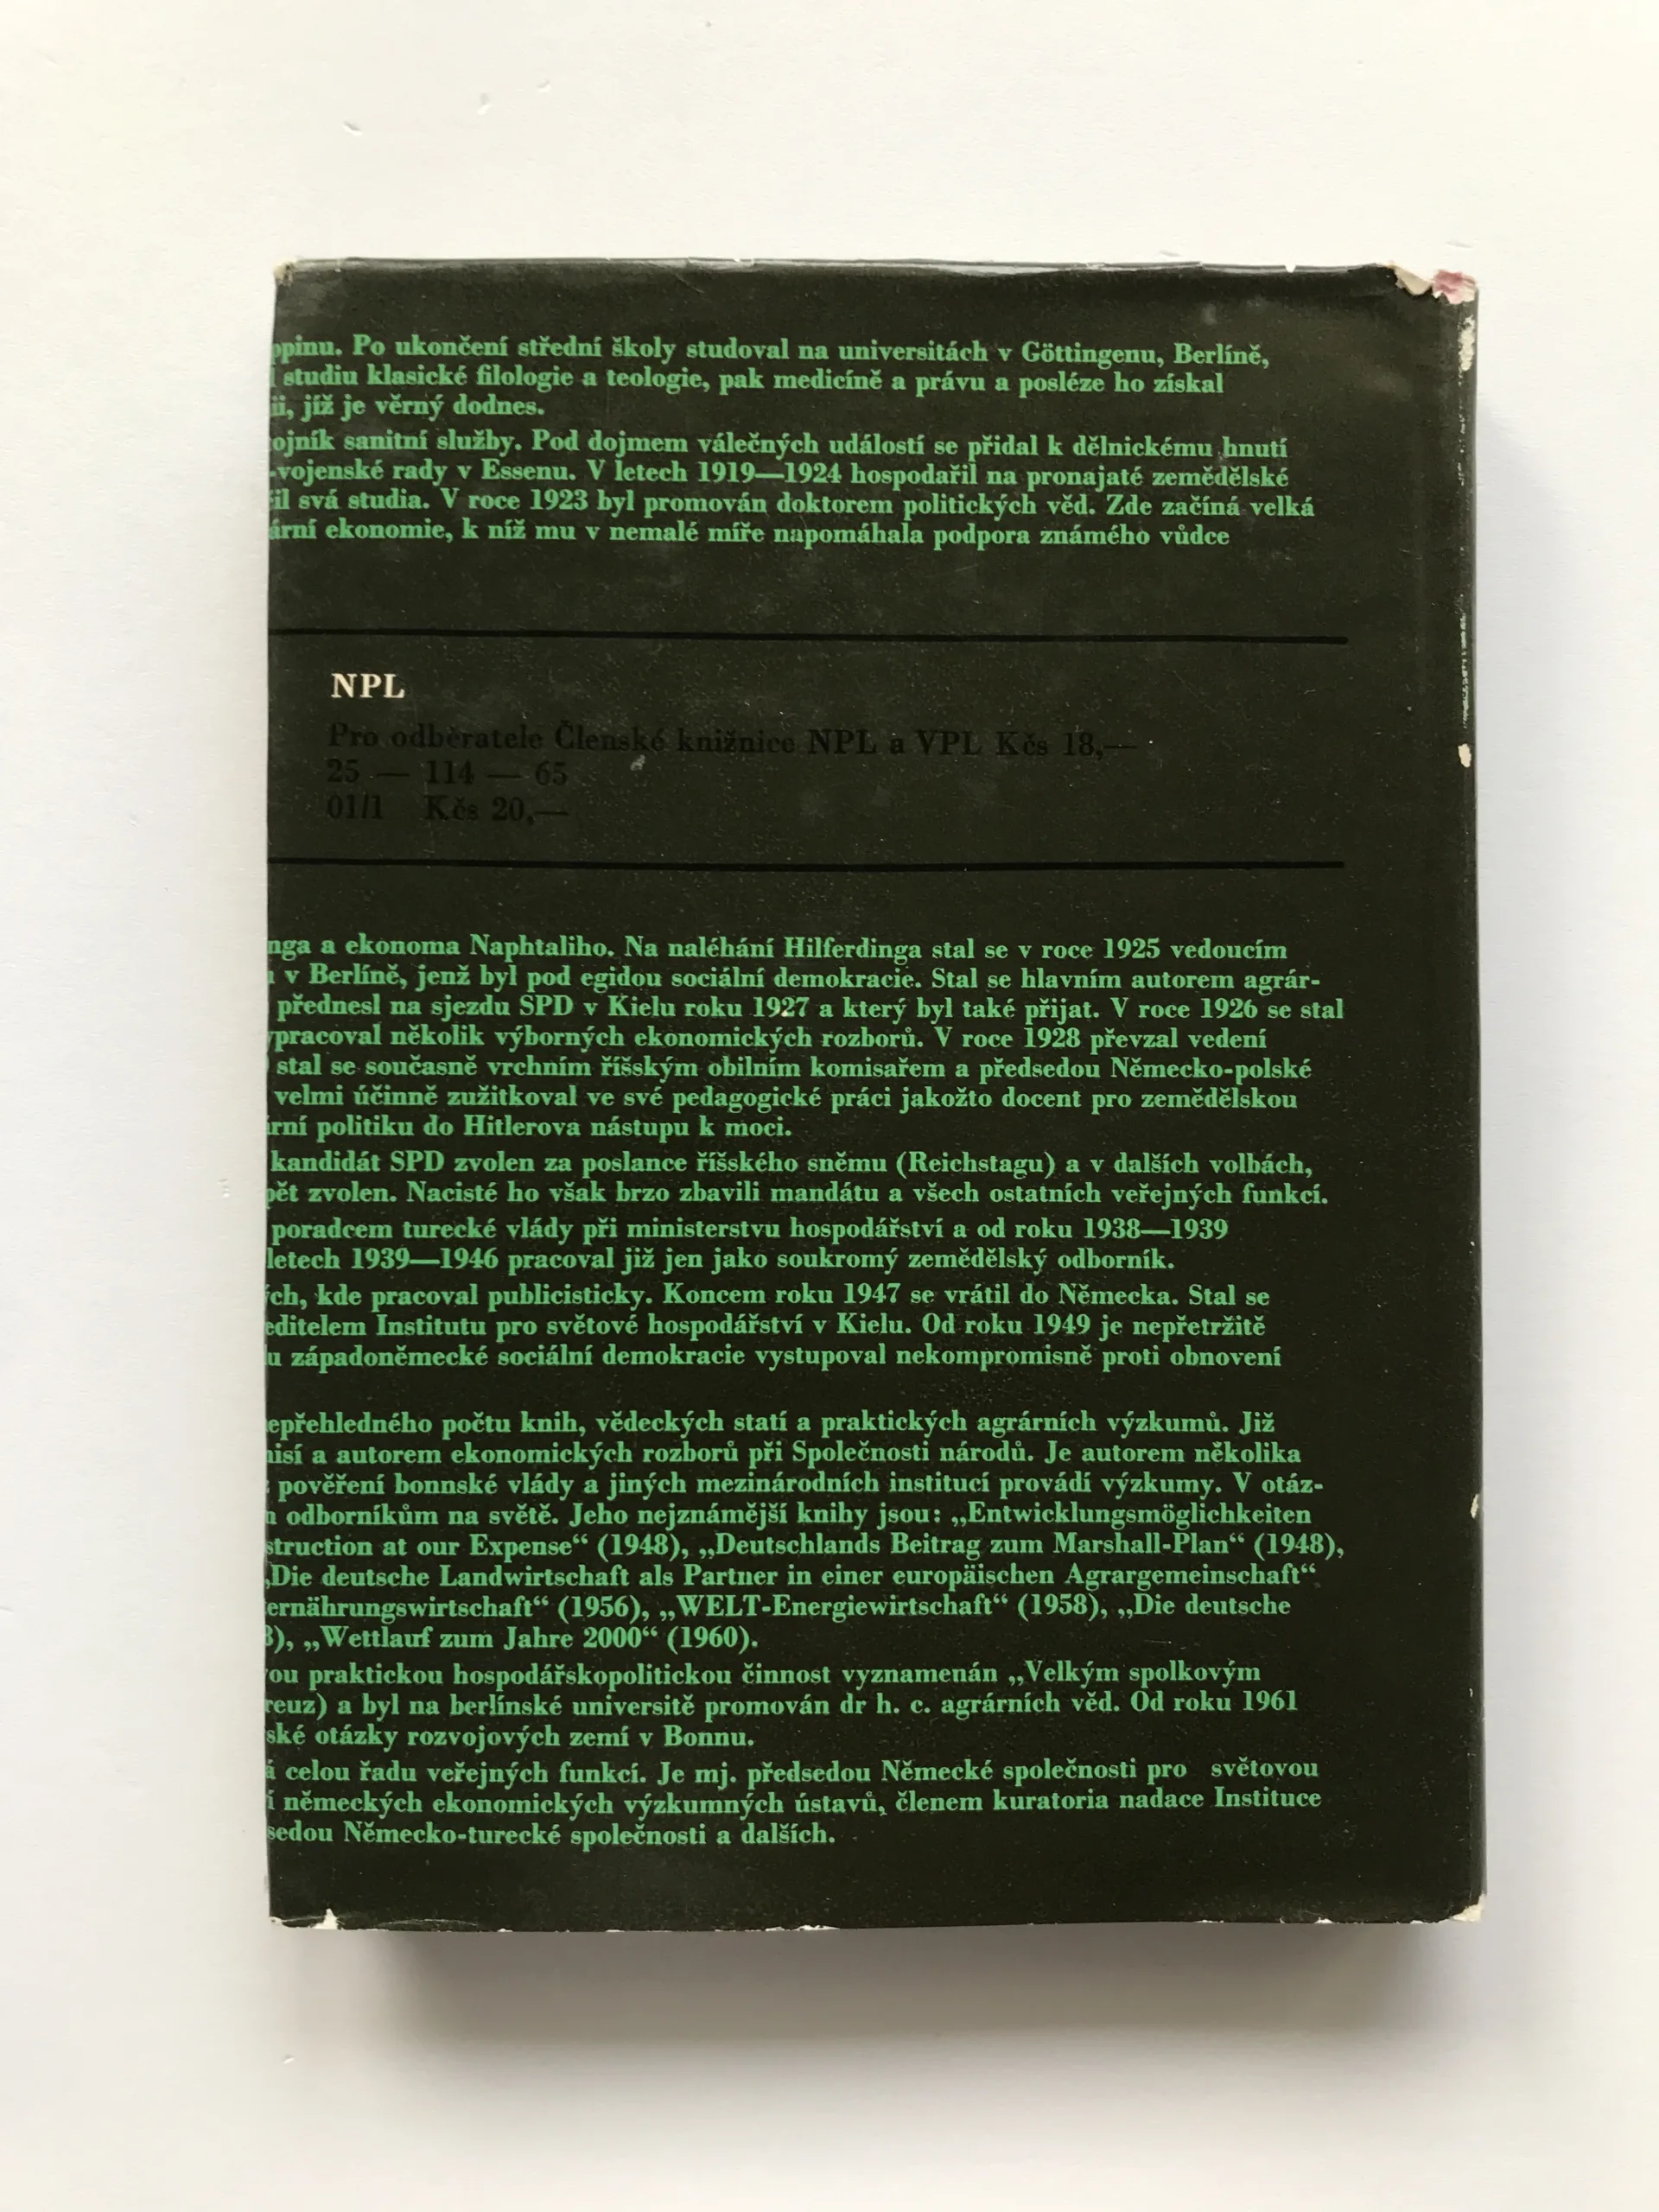 ppinu. Po ukončení střední školy studoval na universitách v Göttingenu, Berlíně,
studiu klasické filologie a teologie, pak medicíně a právu a posléze ho získal
ii, jíž je věrný dodnes.
ojník sanitní služby. Pod dojmem válečných událostí se přidal k dělnickému hnutí
-vojenské rady v Essenu. V letech 1919—1924 hospodařil na pronajaté zemědělské
il svá studia. V roce 1923 byl promován doktorem politických věd. Zde začíná velká
ární ekonomie, k níž mu v nemalé míře napomáhala podpora známého vůdce
NPL
Pro odběratele Členské knižnice NPL a VPL Kčs 18,—
25 — 114 — 65
01/1 Kčs 20,—
nga a ekonoma Naphtaliho. Na naléhání Hilferdinga stal se v roce 1925 vedoucím
v Berlíně, jenž byl pod egidou sociální demokracie. Stal se hlavním autorem agrár-
přednesl na sjezdu SPD v Kielu roku 1927 a který byl také přijat. V roce 1926 se stal
pracoval několik výborných ekonomických rozborů. V roce 1928 převzal vedení
stal se současně vrchním říšským obilním komisařem a předsedou Německo-polské
velmi účinně zužitkoval ve své pedagogické práci jakožto docent pro zemědělskou
rní politiku do Hitlerova nástupu k moci.
kandidát SPD zvolen za poslance říšského sněmu (Reichstagu) a v dalších volbách,
pět zvolen. Nacisté ho však brzo zbavili mandátu a všech ostatních veřejných funkcí.
poradcem turecké vlády při ministerstvu hospodářství a od roku 1938—1939
letech 1939—1946 pracoval již jen jako soukromý zemědělský odborník.
ch, kde pracoval publicisticky. Koncem roku 1947 se vrátil do Německa. Stal se
editelem Institutu pro světové hospodářství v Kielu. Od roku 1949 je nepřetržitě
u západoněmecké sociální demokracie vystupoval nekompromisně proti obnovení
epřehledného počtu knih, vědeckých statí a praktických agrárních výzkumů. Již
isí a autorem ekonomických rozborů při Společnosti národů. Je autorem několika
pověření bonnské vlády a jiných mezinárodních institucí provádí výzkumy. V otáz-
odborníkům na světě. Jeho nejznámější knihy jsou: „Entwicklungsmöglichkeiten
struction at our Expense“ (1948), „Deutschlands Beitrag zum Marshall-Plan“ (1948),
„Die deutsche Landwirtschaft als Partner in einer europäischen Agrargemeinschaft“
ernährungswirtschaft“ (1956), „WELT-Energiewirtschaft“ (1958), „Die deutsche
), „Wettlauf zum Jahre 2000“ (1960).
ou praktickou hospodářskopolitickou činnost vyznamenán „Velkým spolkovým
reuz) a byl na berlínské universitě promován dr h. c. agrárních věd. Od roku 1961
ské otázky rozvojových zemí v Bonnu.
celou řadu veřejných funkcí. Je mj. předsedou Německé společnosti pro světovou
í německých ekonomických výzkumných ústavů, členem kuratoria nadace Instituce
sedou Německo-turecké společnosti a dalších.